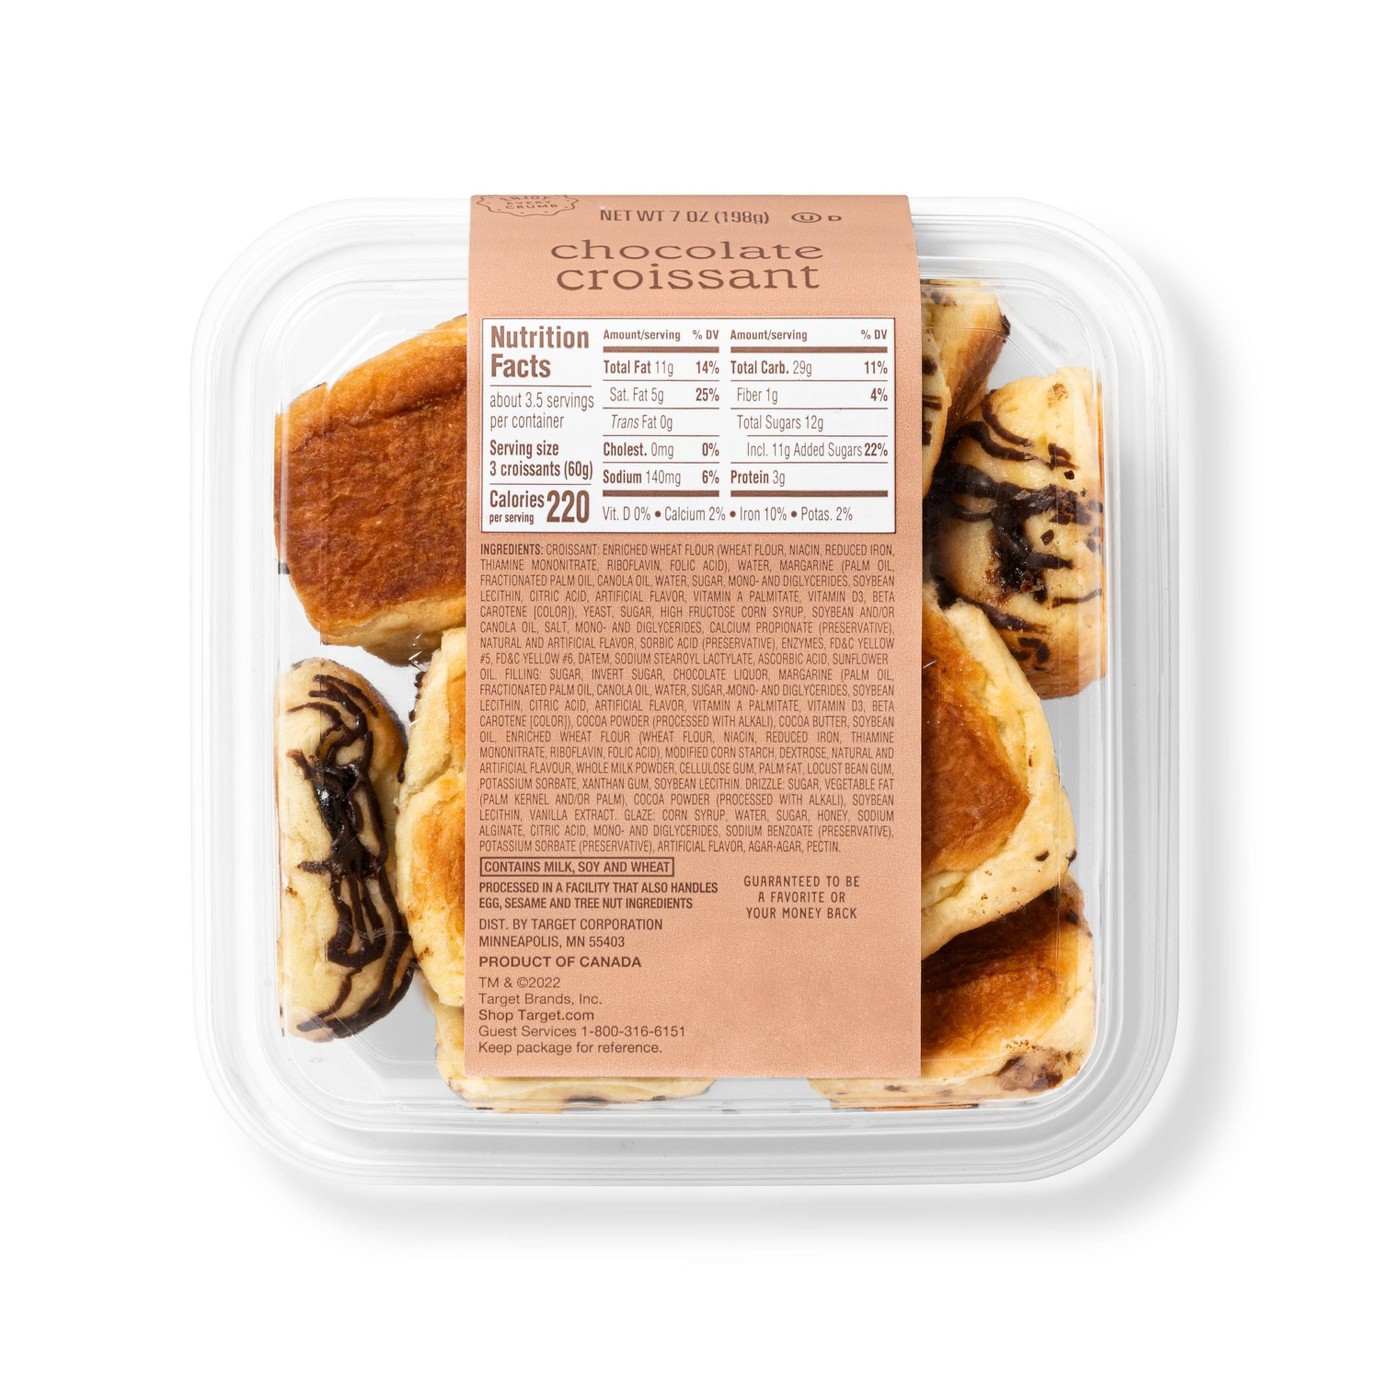 ENJOY
EVERY
CRUMB
NET WT 7 OZ (198g) U D
chocolate
croissant
Nutrition
Facts
about 3.5 servings
per container
Serving size
3 croissants (60g)
Calories 220
per serving
Amount/serving % DV
Total Fat 11g 14%
Sat. Fat 5g 25%
Trans Fat 0g
Cholest. 0mg 0%
Sodium 140mg 6%
Amount/serving % DV
Total Carb. 29g 11%
Fiber 1g 4%
Total Sugars 12g
Incl. 11g Added Sugars 22%
Protein 3g
Vit. D 0% • Calcium 2% • Iron 10% • Potas. 2%
INGREDIENTS: CROISSANT: ENRICHED WHEAT FLOUR (WHEAT FLOUR, NIACIN, REDUCED IRON,
THIAMINE MONONITRATE, RIBOFLAVIN, FOLIC ACID), WATER, MARGARINE (PALM OIL,
FRACTIONATED PALM OIL, CANOLA OIL, WATER, SUGAR, MONO- AND DIGLYCERIDES, SOYBEAN
LECITHIN, CITRIC ACID, ARTIFICIAL FLAVOR, VITAMIN A PALMITATE, VITAMIN D3, BETA
CAROTENE [COLOR]), YEAST, SUGAR, HIGH FRUCTOSE CORN SYRUP, SOYBEAN AND/OR
CANOLA OIL, SALT, MONO- AND DIGLYCERIDES, CALCIUM PROPIONATE (PRESERVATIVE),
NATURAL AND ARTIFICIAL FLAVOR, SORBIC ACID (PRESERVATIVE), ENZYMES, FD&C YELLOW
#5, FD&C YELLOW #6, DATEM, SODIUM STEAROYL LACTYLATE, ASCORBIC ACID, SUNFLOWER
OIL. FILLING: SUGAR, INVERT SUGAR, CHOCOLATE LIQUOR, MARGARINE (PALM OIL,
FRACTIONATED PALM OIL, CANOLA OIL, WATER, SUGAR, MONO- AND DIGLYCERIDES, SOYBEAN
LECITHIN, CITRIC ACID, ARTIFICIAL FLAVOR, VITAMIN A PALMITATE, VITAMIN D3, BETA
CAROTENE [COLOR]), COCOA POWDER (PROCESSED WITH ALKALI), COCOA BUTTER, SOYBEAN
OIL, ENRICHED WHEAT FLOUR (WHEAT FLOUR, NIACIN, REDUCED IRON, THIAMINE
MONONITRATE, RIBOFLAVIN, FOLIC ACID), MODIFIED CORN STARCH, DEXTROSE, NATURAL AND
ARTIFICIAL FLAVOUR, WHOLE MILK POWDER, CELLULOSE GUM, PALM FAT, LOCUST BEAN GUM,
POTASSIUM SORBATE, XANTHAN GUM, SOYBEAN LECITHIN. DRIZZLE: SUGAR, VEGETABLE FAT
(PALM KERNEL AND/OR PALM), COCOA POWDER (PROCESSED WITH ALKALI), SOYBEAN
LECITHIN, VANILLA EXTRACT. GLAZE: CORN SYRUP, WATER, SUGAR, HONEY, SODIUM
ALGINATE, CITRIC ACID, MONO- AND DIGLYCERIDES, SODIUM BENZOATE (PRESERVATIVE),
POTASSIUM SORBATE (PRESERVATIVE), ARTIFICIAL FLAVOR, AGAR-AGAR, PECTIN.
CONTAINS MILK, SOY AND WHEAT
PROCESSED IN A FACILITY THAT ALSO HANDLES
EGG, SESAME AND TREE NUT INGREDIENTS
DIST. BY TARGET CORPORATION
MINNEAPOLIS, MN 55403
PRODUCT OF CANADA
TM & ©2022
Target Brands, Inc.
Shop Target.com
Guest Services 1-800-316-6151
Keep package for reference.
GUARANTEED TO BE
A FAVORITE OR
YOUR MONEY BACK